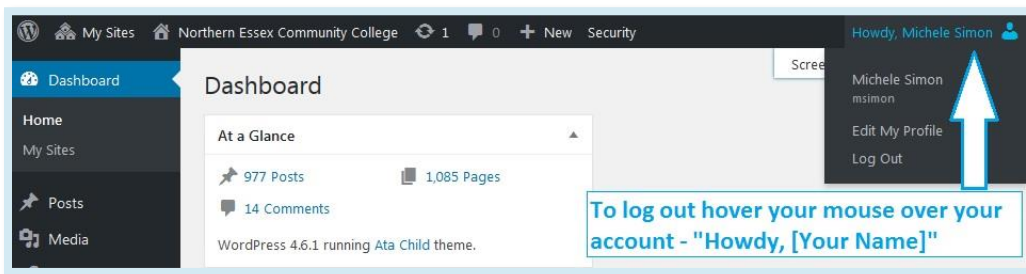 My Sites Northern Essex Community College 1 0 + New Security Howdy, Michele Simon
Dashboard
Home
My Sites
Posts
Media
Dashboard
At a Glance
977 Posts 1,085 Pages
14 Comments
WordPress 4.6.1 running Ata Child theme.
Michele Simon
msimon
Edit My Profile
Log Out
To log out hover your mouse over your
account - "Howdy, [Your Name]"